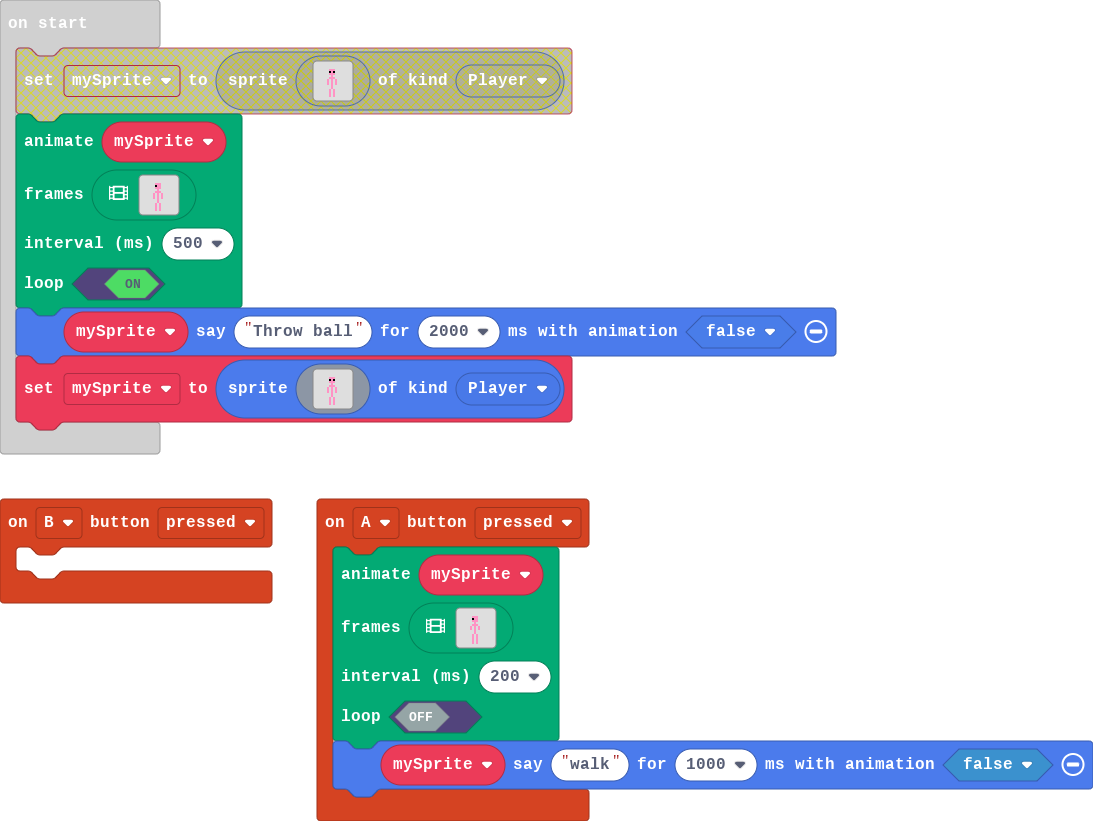 on start
set mySprite to sprite of kind Player
animate mySprite
frames
interval (ms) 500
loop ON
mySprite say "Throw ball" for 2000 ms with animation false
set mySprite to sprite of kind Player
on B button pressed
on A button pressed
animate mySprite
frames
interval (ms) 200
loop OFF
mySprite say "walk" for 1000 ms with animation false